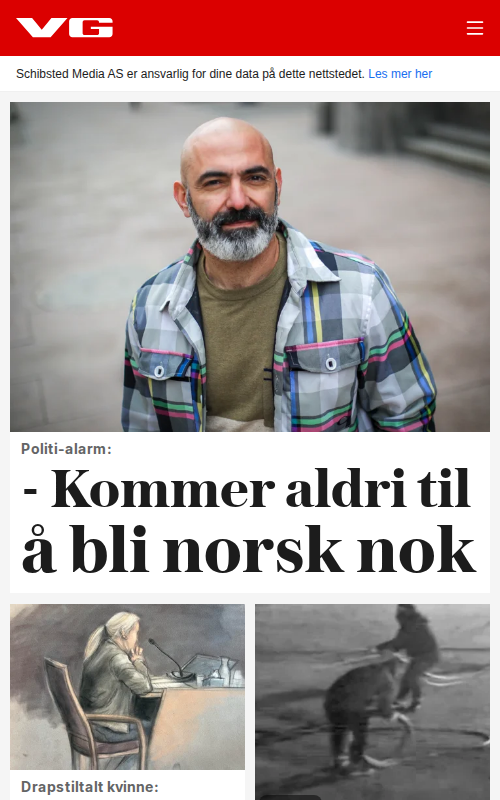 VG
Schibsted Media AS er ansvarlig for dine data på dette nettstedet. Les mer her
Politi-alarm:
- Kommer aldri til
å bli norsk nok
Drapstiltalt kvinne: